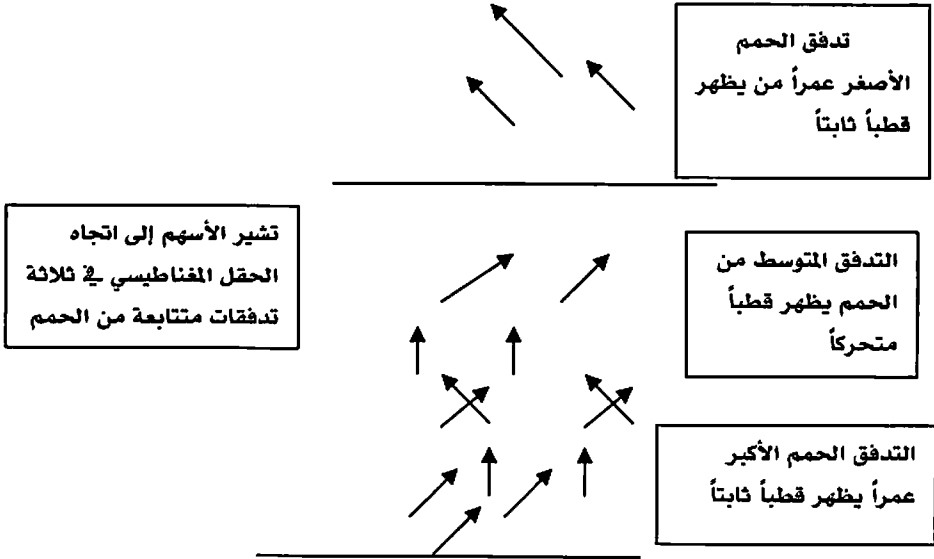 تدفق الحمم
الأصغر عمراً من يظهر
قطباً ثابتاً
تشير الأسهم إلى اتجاه
الحقل المغناطيسي في ثلاثة
تدفقات متتابعة من الحمم
التدفق المتوسط من
الحمم يظهر قطباً
متحركاً
التدفق الحمم الأكبر
عمراً يظهر قطباً ثابتاً